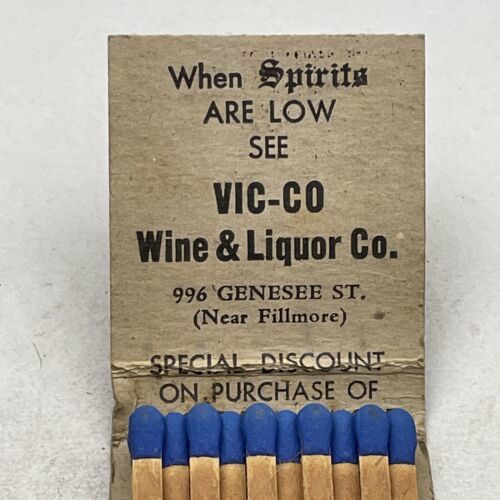 When Spirits
ARE LOW
SEE
VIC-CO
Wine & Liquor Co.
996 GENESEE ST.
(Near Fillmore)
SPECIAL DISCOUNT
ON PURCHASE OF